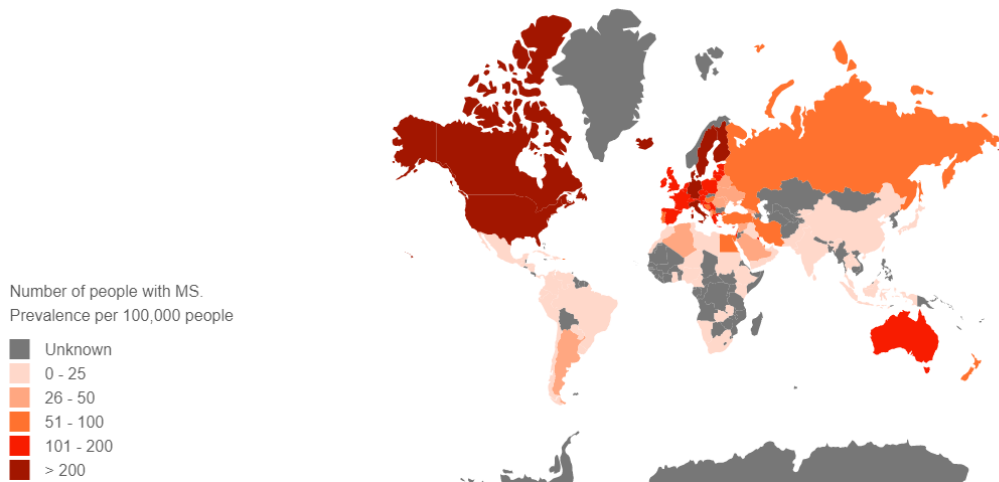 Number of people with MS.
Prevalence per 100,000 people
Unknown
0 - 25
26 - 50
51 - 100
101 - 200
> 200